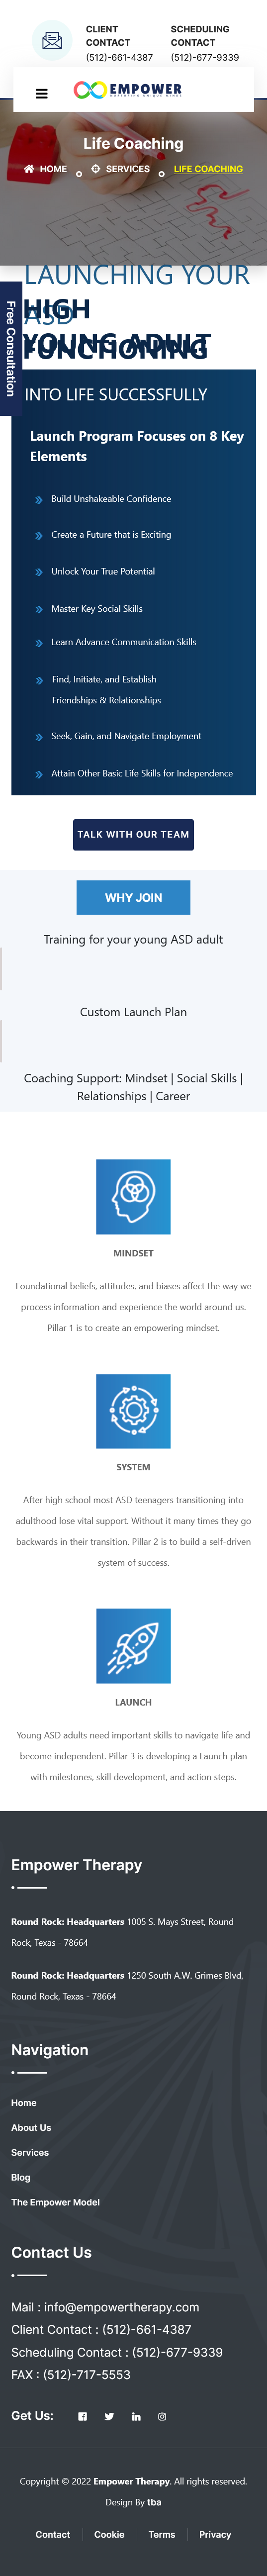 CLIENT
CONTACT
(512)-661-4387
SCHEDULING
CONTACT
(512)-677-9339
EMPOWER
Life Coaching
HOME
SERVICES
LIFE COACHING
Free Consultation
LAUNCHING YOUR
ASD
HIGH
FUNCTIONING
YOUNG ADULT
INTO LIFE SUCCESSFULLY
Launch Program Focuses on 8 Key
Elements
Build Unshakeable Confidence
Create a Future that is Exciting
Unlock Your True Potential
Master Key Social Skills
Learn Advance Communication Skills
Find, Initiate, and Establish
Friendships & Relationships
Seek, Gain, and Navigate Employment
Attain Other Basic Life Skills for Independence
TALK WITH OUR TEAM
WHY JOIN
Training for your young ASD adult
Custom Launch Plan
Coaching Support: Mindset | Social Skills |
Relationships | Career
MINDSET
Foundational beliefs, attitudes, and biases affect the way we
process information and experience the world around us.
Pillar 1 is to create an empowering mindset.
SYSTEM
After high school most ASD teenagers transitioning into
adulthood lose vital support. Without it many times they go
backwards in their transition. Pillar 2 is to build a self-driven
system of success.
LAUNCH
Young ASD adults need important skills to navigate life and
become independent. Pillar 3 is developing a Launch plan
with milestones, skill development, and action steps.
Empower Therapy
Round Rock: Headquarters 1005 S. Mays Street, Round
Rock, Texas - 78664
Round Rock: Headquarters 1250 South A.W. Grimes Blvd,
Round Rock, Texas - 78664
Navigation
Home
About Us
Services
Blog
The Empower Model
Contact Us
Mail : info@empowertherapy.com
Client Contact : (512)-661-4387
Scheduling Contact : (512)-677-9339
FAX : (512)-717-5553
Get Us:
Copyright © 2022 Empower Therapy. All rights reserved.
Design By tba
Contact
Cookie
Terms
Privacy